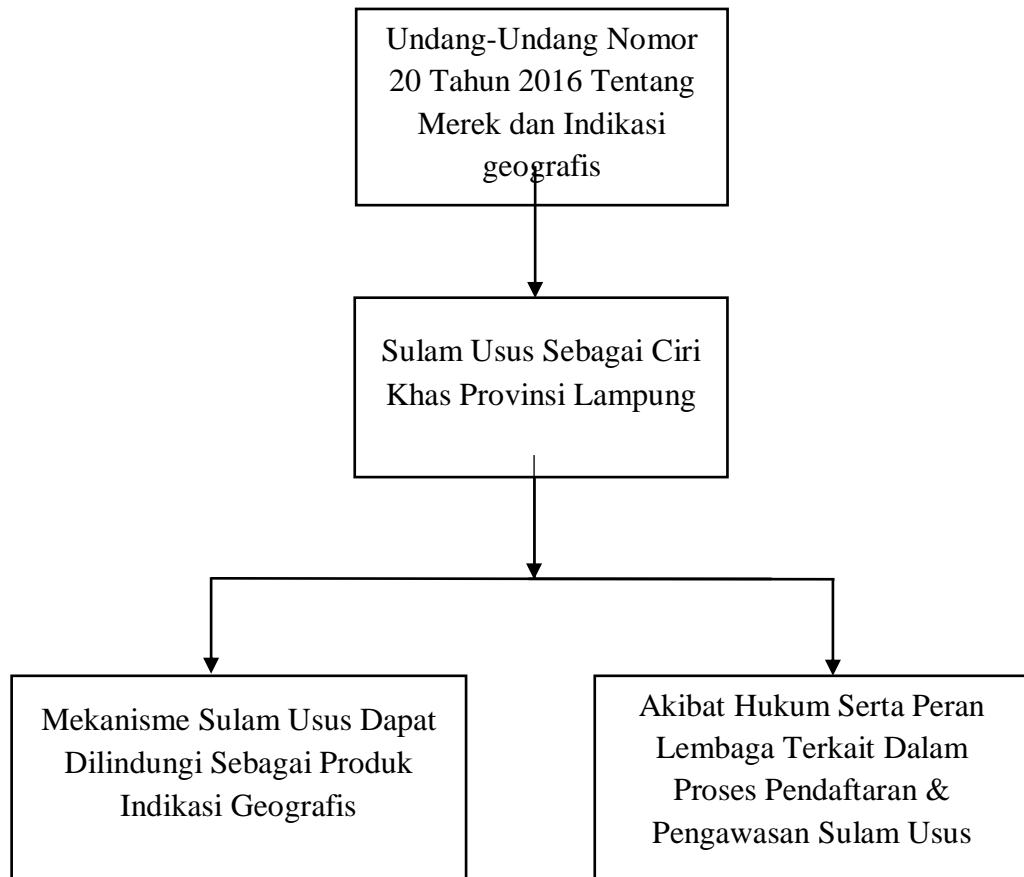 Undang-Undang Nomor
20 Tahun 2016 Tentang
Merek dan Indikasi
geografis
Sulam Usus Sebagai Ciri
Khas Provinsi Lampung
Mekanisme Sulam Usus Dapat
Dilindungi Sebagai Produk
Indikasi Geografis
Akibat Hukum Serta Peran
Lembaga Terkait Dalam
Proses Pendaftaran &
Pengawasan Sulam Usus